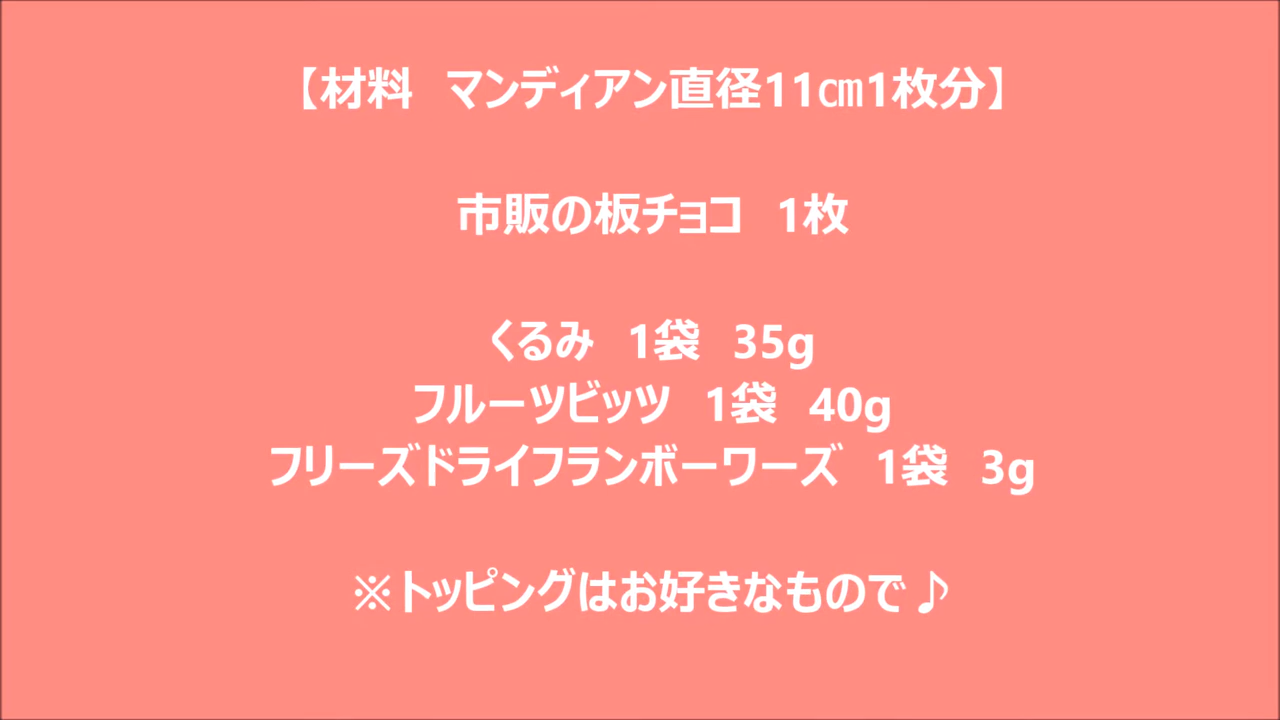 【材料　マンディアン直径11㎝1枚分】
市販の板チョコ　1枚
くるみ　1袋　35g
フルーツビッツ　1袋　40g
フリーズドライフランボーワーズ　1袋　3g
※トッピングはお好きなもので♪